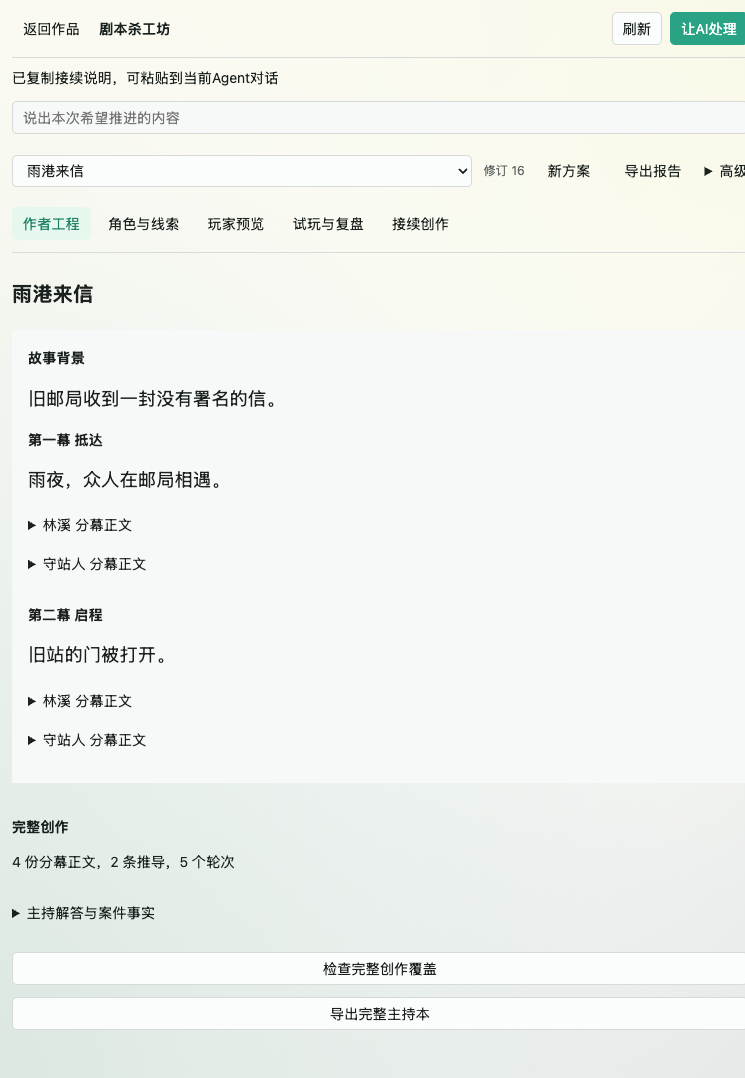 返回作品 剧本杀工坊 刷新 让AI处理
已复制接续说明，可粘贴到当前Agent对话
说出本次希望推进的内容
雨港来信 修订 16 新方案 导出报告 ▶ 高级
作者工程 角色与线索 玩家预览 试玩与复盘 接续创作
雨港来信
故事背景
旧邮局收到一封没有署名的信。
第一幕 抵达
雨夜，众人在邮局相遇。
▶ 林溪 分幕正文
▶ 守站人 分幕正文
第二幕 启程
旧站的门被打开。
▶ 林溪 分幕正文
▶ 守站人 分幕正文
完整创作
4 份分幕正文，2 条推导，5 个轮次
▶ 主持解答与案件事实
检查完整创作覆盖
导出完整主持本